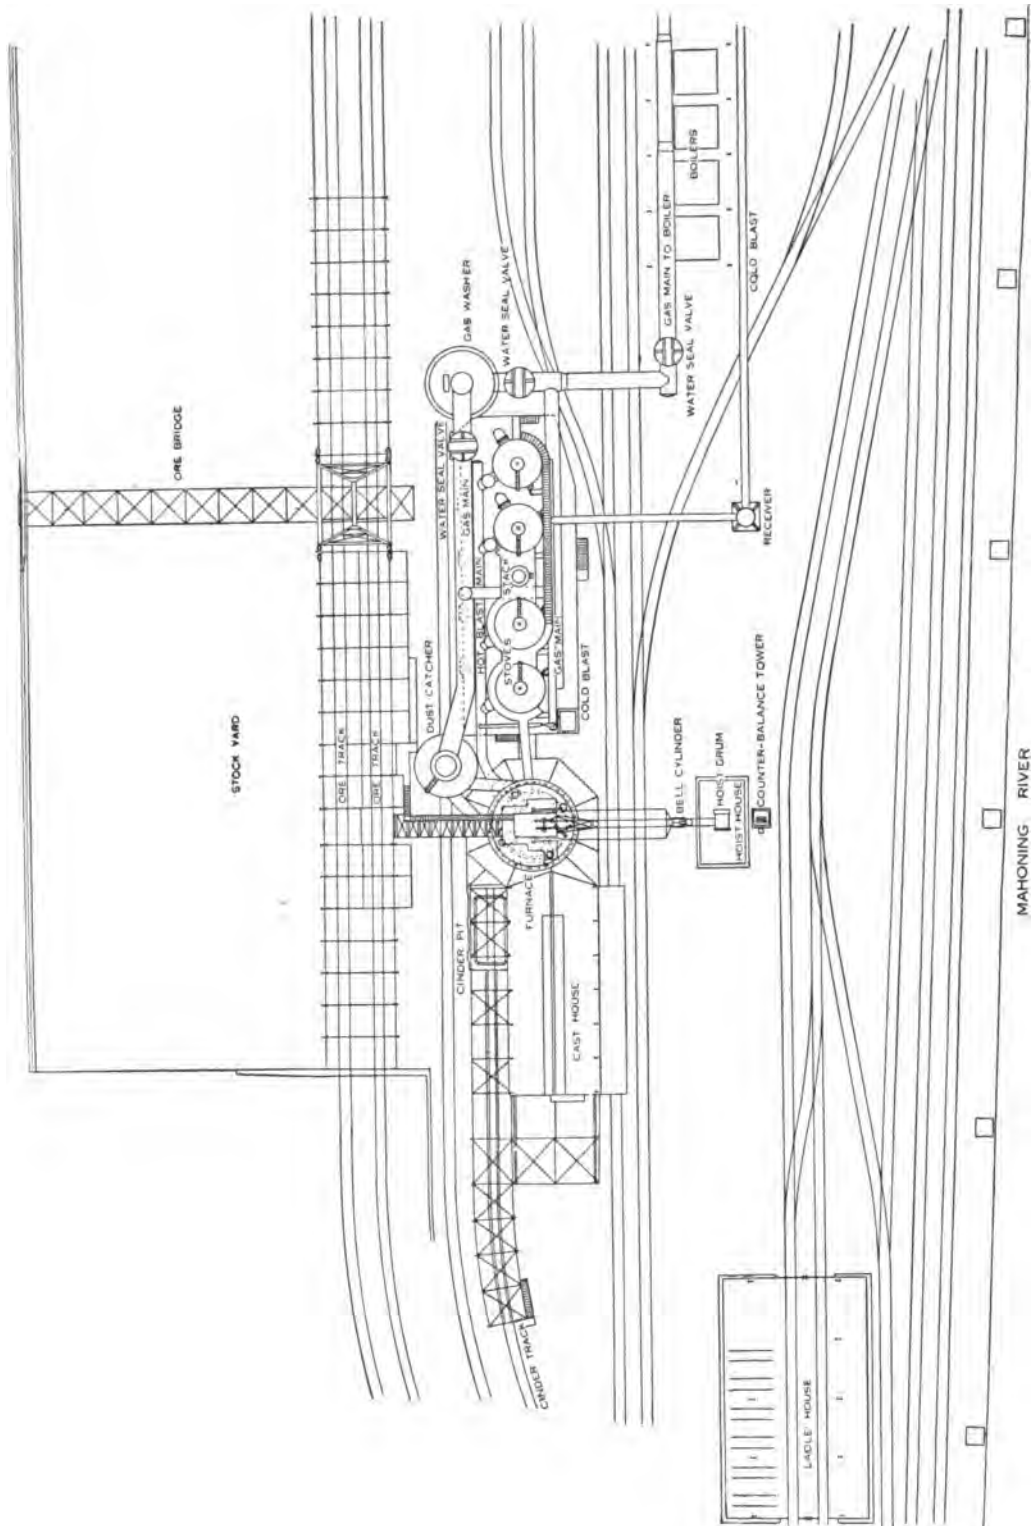 ORE BRIDGE
STOCK YARD
ORE TRACK
ORE TRACK
GAS WASHER
WATER SEAL VALVE
WATER SEAL VALVE
GAS MAIN
HOT BLAST MAIN
DUST CATCHER
STOVES
STACK
GAS MAIN
COLD BLAST
GAS MAIN TO BOILER
BOILERS
WATER SEAL VALVE
COLD BLAST
RECEIVER
FURNACE
CINDER PIT
CAST HOUSE
CINDER TRACK
BELL CYLINDER
HOIST DRUM
HOIST HOUSE
COUNTER-BALANCE TOWER
LADLE HOUSE
MAHONING RIVER